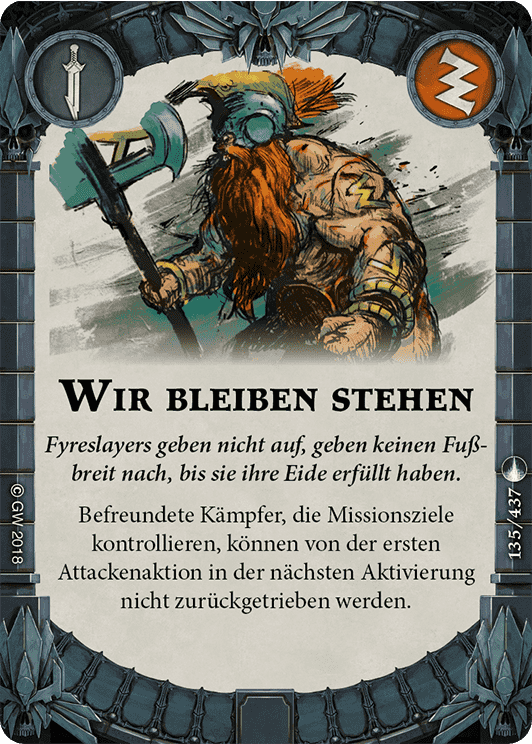 Wir bleiben stehen
Fyreslayers geben nicht auf, geben keinen Fuß-
breit nach, bis sie ihre Eide erfüllt haben.
Befreundete Kämpfer, die Missionsziele
kontrollieren, können von der ersten
Attackenaktion in der nächsten Aktivierung
nicht zurückgetrieben werden.
© GW 2018
135/437